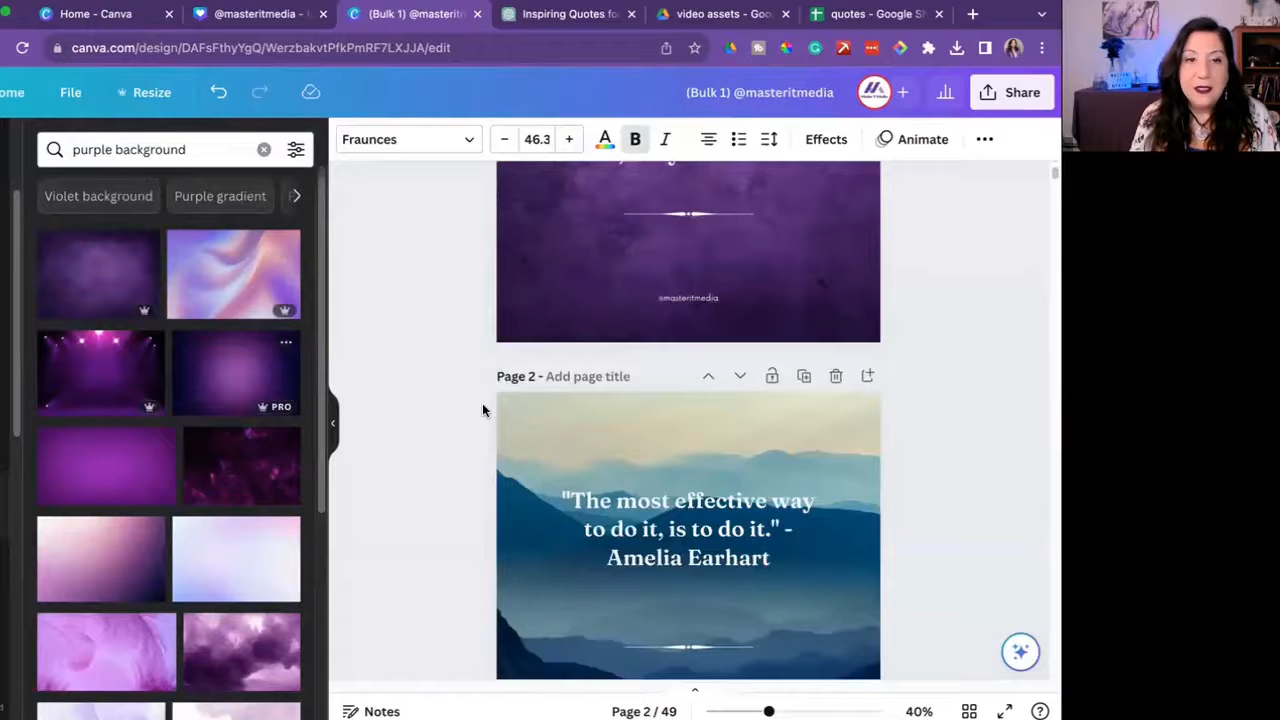 Home - Canva
@masteritmedia -
(Bulk 1) @masterit
Inspiring Quotes fo
video assets - Goo
quotes - Google Sh
canva.com/design/DAFsFthyYgQ/WerzbakvtPfkPmRF7LXJJA/edit
ome
File
Resize
(Bulk 1) @masteritmedia
Share
purple background
Fraunces
– 46.3 +
A
B
I
Effects
Animate
Violet background
Purple gradient
@masteritmedia
Page 2 - Add page title
PRO
"The most effective way
to do it, is to do it." -
Amelia Earhart
Notes
Page 2 / 49
40%